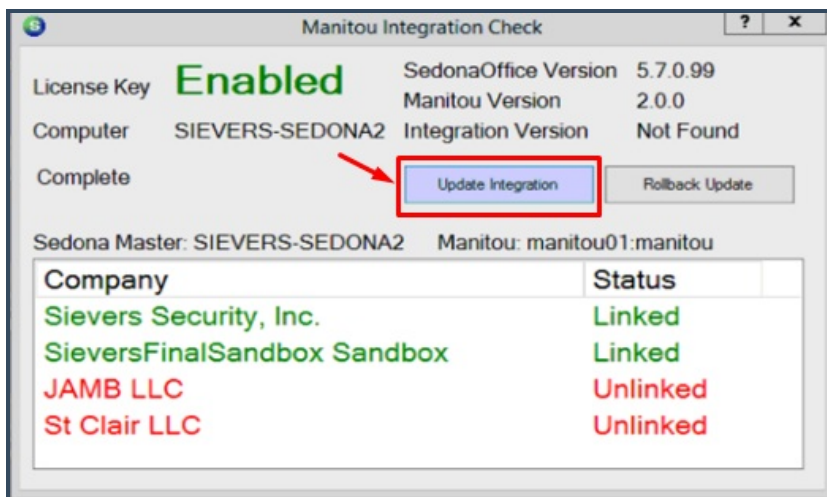 Manitou Integration Check ? x
License Key Enabled SedonaOffice Version 5.7.0.99
Manitou Version 2.0.0
Computer SIEVERS-SEDONA2 Integration Version Not Found
Complete Update Integration Rollback Update
Sedona Master: SIEVERS-SEDONA2 Manitou: manitou01:manitou
Company Status
Sievers Security, Inc. Linked
SieversFinalSandbox Sandbox Linked
JAMB LLC Unlinked
St Clair LLC Unlinked